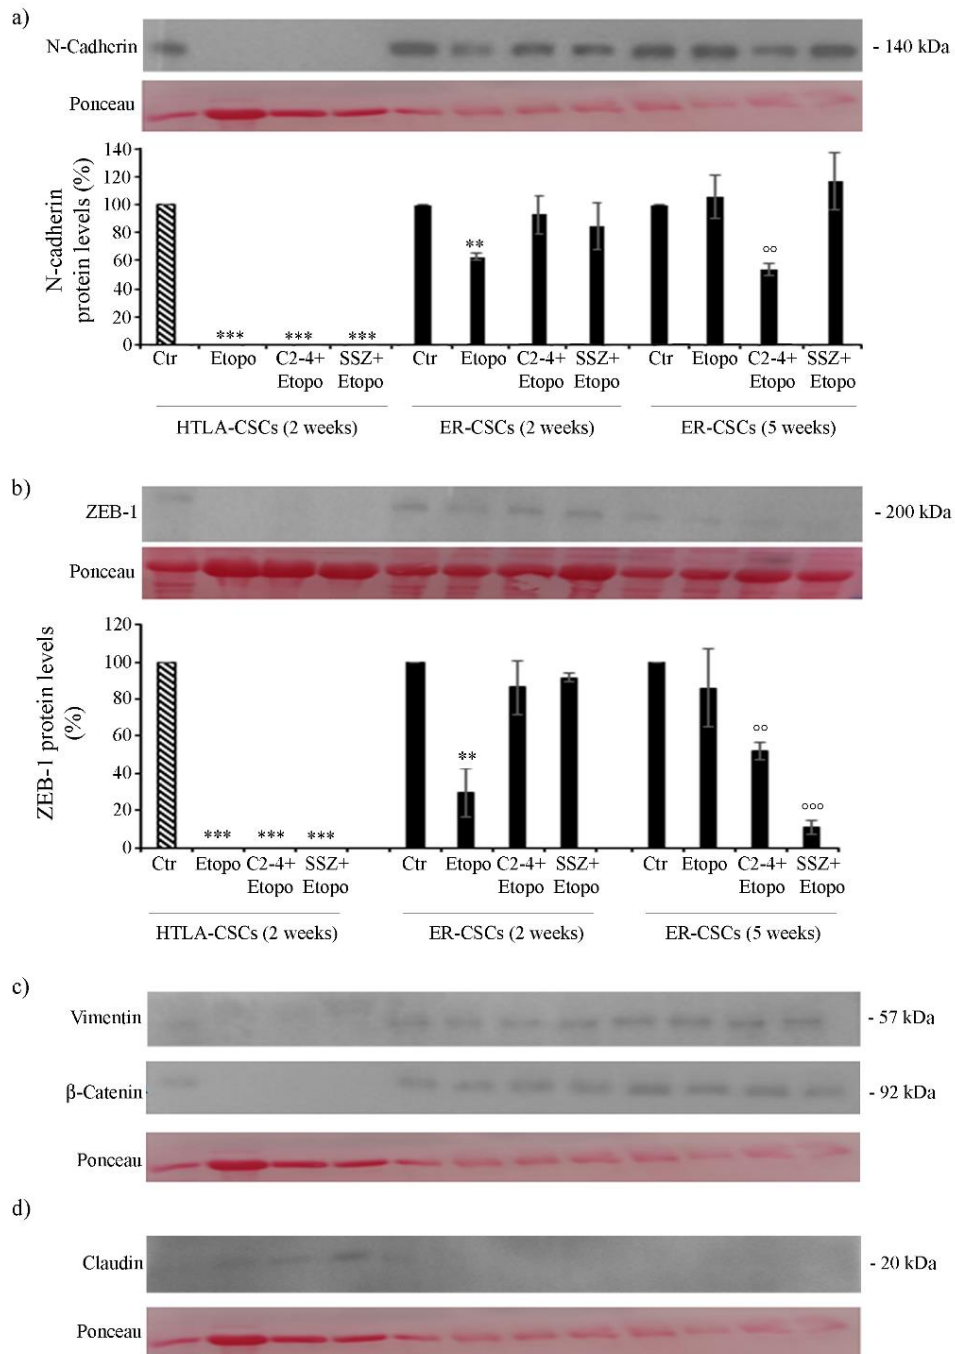 a)
N-Cadherin
- 140 kDa
Ponceau
N-cadherin
protein levels (%)
140
120
100
80
60
40
20
0
**
°°
*** *** ***
Ctr Etopo C2-4+ SSZ+ Ctr Etopo C2-4+ SSZ+ Ctr Etopo C2-4+ SSZ+
Etopo Etopo Etopo Etopo Etopo Etopo
HTLA-CSCs (2 weeks) ER-CSCs (2 weeks) ER-CSCs (5 weeks)
b)
ZEB-1
- 200 kDa
Ponceau
ZEB-1 protein levels
(%)
120
100
80
60
40
20
0
°°
**
°°°
*** *** ***
Ctr Etopo C2-4+ SSZ+ Ctr Etopo C2-4+ SSZ+ Ctr Etopo C2-4+ SSZ+
Etopo Etopo Etopo Etopo Etopo Etopo
HTLA-CSCs (2 weeks) ER-CSCs (2 weeks) ER-CSCs (5 weeks)
c)
Vimentin
- 57 kDa
β-Catenin
- 92 kDa
Ponceau
d)
Claudin
- 20 kDa
Ponceau